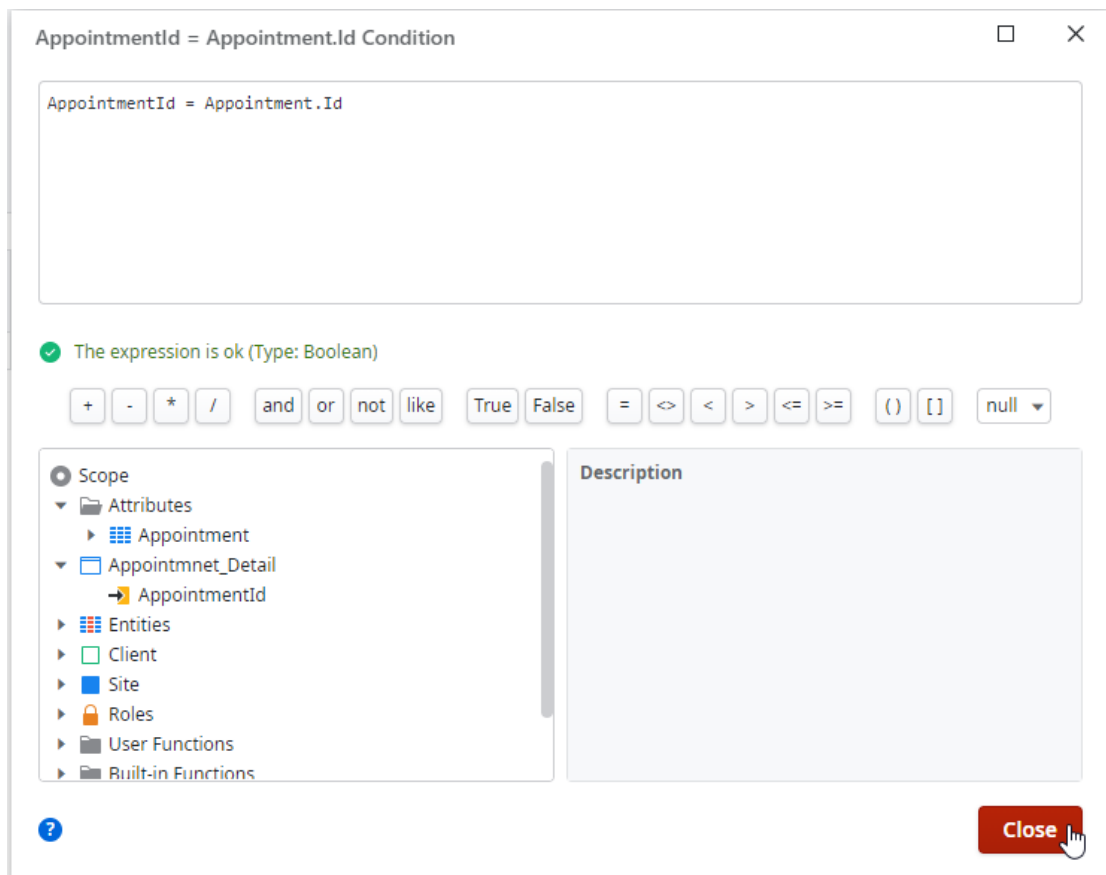 AppointmentId = Appointment.Id Condition
AppointmentId = Appointment.Id
The expression is ok (Type: Boolean)
+ - * / and or not like True False = <> < > <= >= ( ) [ ] null
Scope
Description
Attributes
Appointment
Appointmnet_Detail
AppointmentId
Entities
Client
Site
Roles
User Functions
Built-in Functions
?
Close